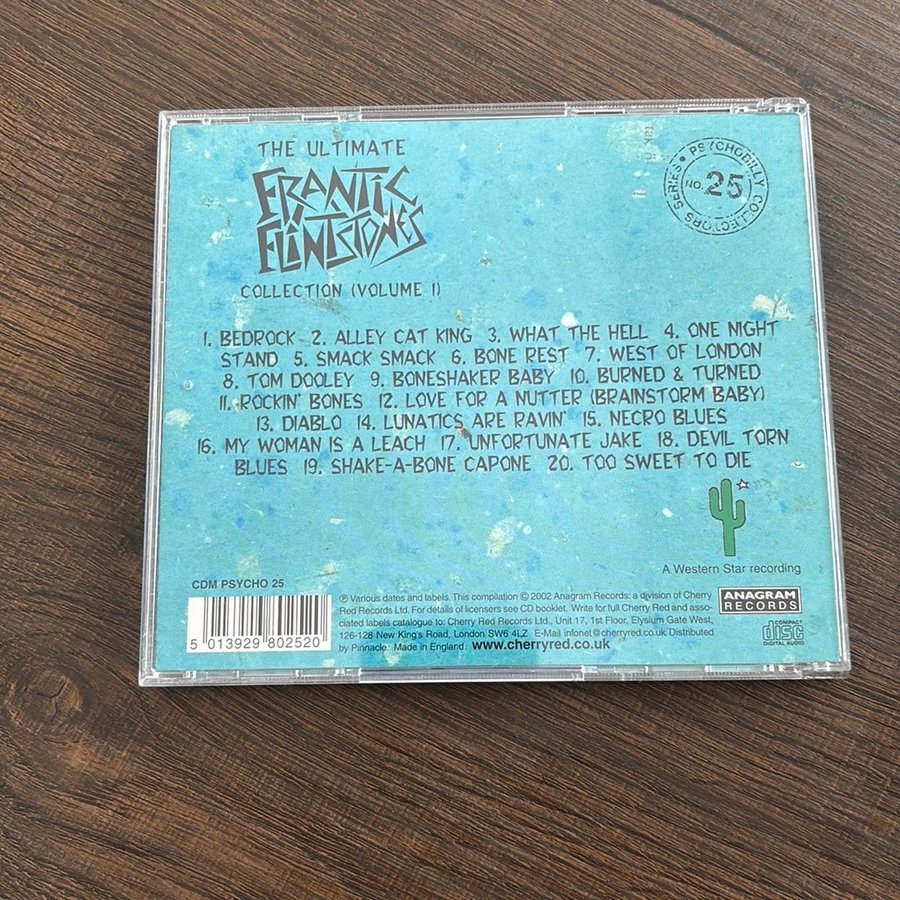 THE ULTIMATE
FRANTIC
FLINTSTONES
COLLECTION (VOLUME 1)
PSYCHOBILLY COLLECTORS SERIES •
NO. 25
1. BEDROCK 2. ALLEY CAT KING 3. WHAT THE HELL 4. ONE NIGHT
STAND 5. SMACK SMACK 6. BONE REST 7. WEST OF LONDON
8. TOM DOOLEY 9. BONESHAKER BABY 10. BURNED & TURNED
11. ROCKIN' BONES 12. LOVE FOR A NUTTER (BRAINSTORM BABY)
13. DIABLO 14. LUNATICS ARE RAVIN' 15. NECRO BLUES
16. MY WOMAN IS A LEACH 17. UNFORTUNATE JAKE 18. DEVIL TORN
BLUES 19. SHAKE-A-BONE CAPONE 20. TOO SWEET TO DIE
A Western Star recording
CDM PSYCHO 25
5 013929 802520
℗ Various dates and labels. This compilation © 2002 Anagram Records: a division of Cherry
Red Records Ltd. For details of licensers see CD booklet. Write for full Cherry Red and asso-
ciated labels catalogue to: Cherry Red Records Ltd., Unit 17, 1st Floor, Elysium Gate West,
126-128 New King's Road, London SW6 4LZ E-Mail infonet@cherryred.co.uk Distributed
by Pinnacle. Made in England. www.cherryred.co.uk
ANAGRAM
RECORDS
COMPACT
disc
DIGITAL AUDIO